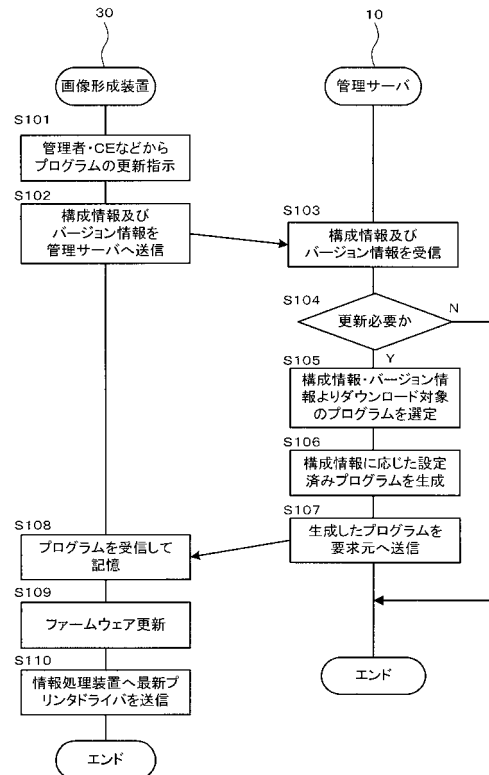 30
10
画像形成装置
管理サーバ
S101
管理者・CEなどから
プログラムの更新指示
S102
構成情報及び
バージョン情報を
管理サーバへ送信
S103
構成情報及び
バージョン情報を受信
S104
更新必要か
N
Y
S105
構成情報・バージョン情
報よりダウンロード対象
のプログラムを選定
S106
構成情報に応じた設定
済みプログラムを生成
S107
生成したプログラムを
要求元へ送信
S108
プログラムを受信して
記憶
S109
ファームウェア更新
S110
情報処理装置へ最新プ
リンタドライバを送信
エンド
エンド